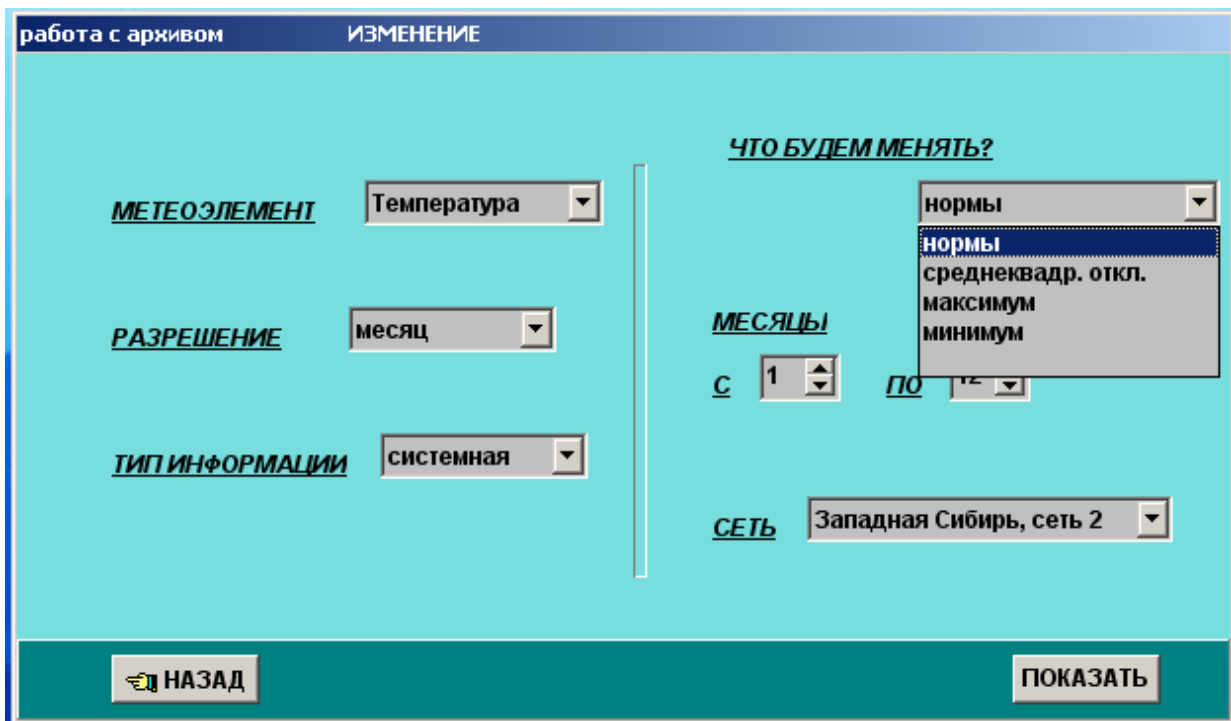 работа с архивом ИЗМЕНЕНИЕ
ЧТО БУДЕМ МЕНЯТЬ?
МЕТЕОЭЛЕМЕНТ Температура
нормы
нормы
среднеквадр. откл.
максимум
минимум
РАЗРЕШЕНИЕ месяц
МЕСЯЦЫ
С 1 ПО 12
ТИП ИНФОРМАЦИИ системная
СЕТЬ Западная Сибирь, сеть 2
НАЗАД
ПОКАЗАТЬ